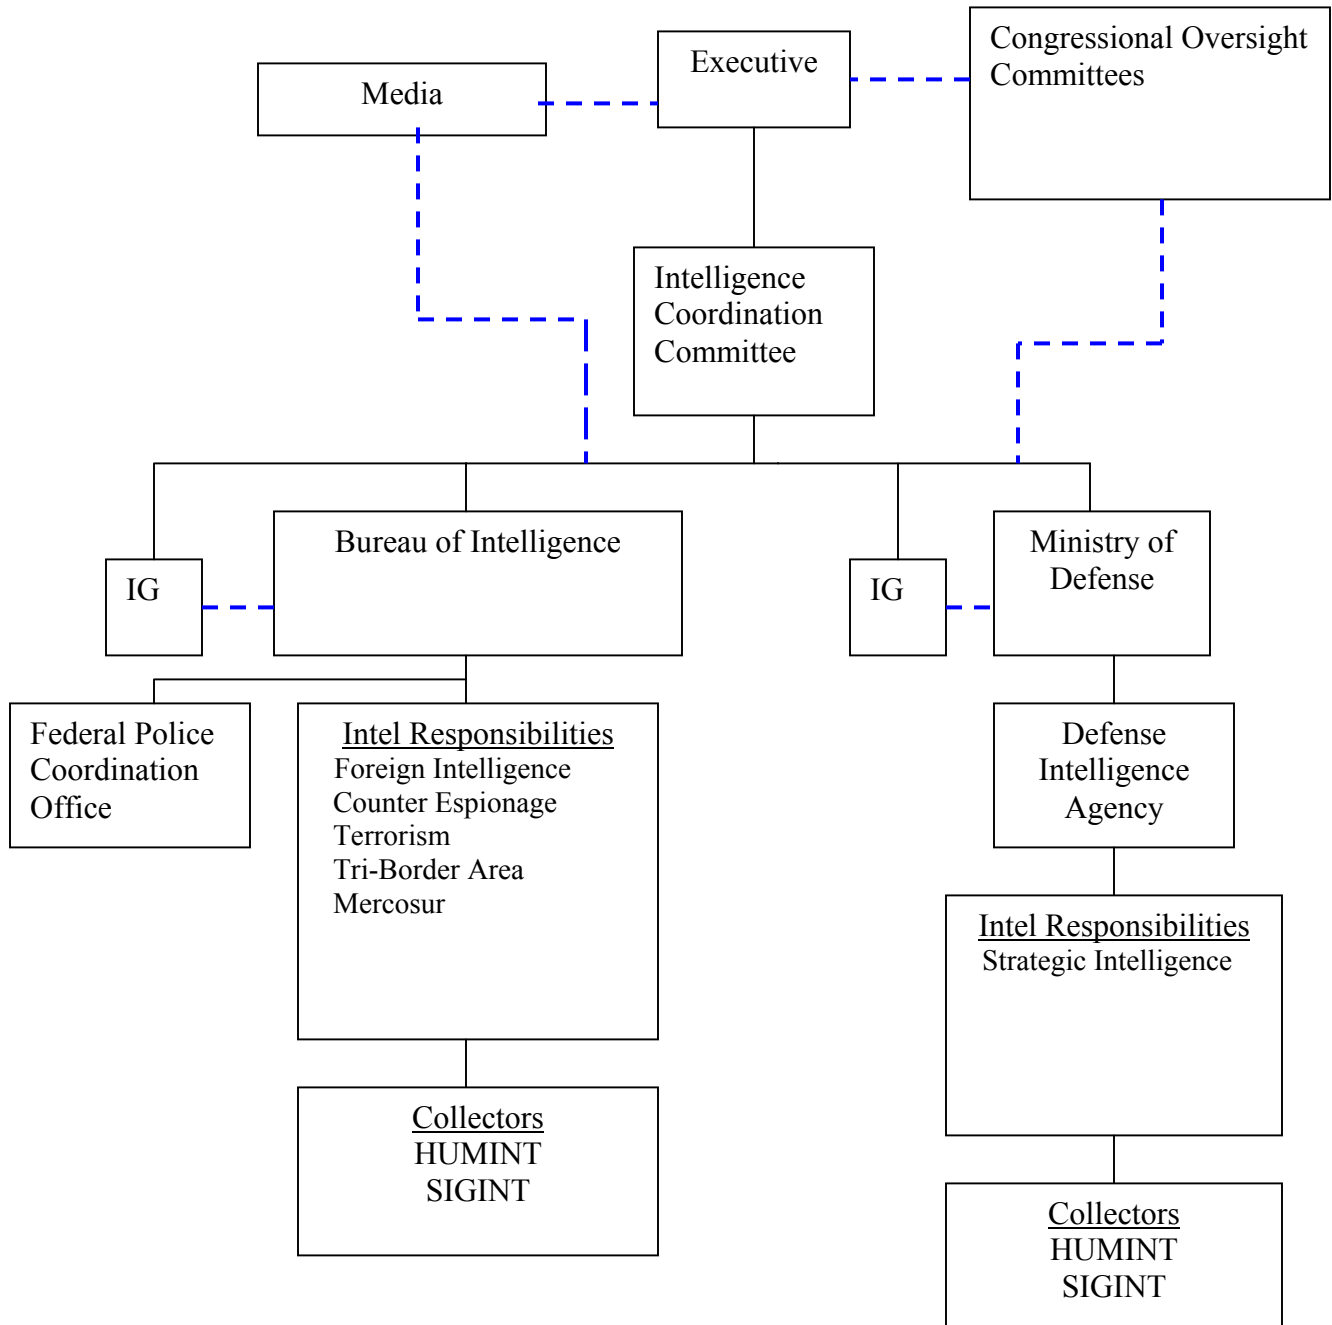 Media
Executive
Congressional Oversight
Committees
Intelligence
Coordination
Committee
IG
Bureau of Intelligence
IG
Ministry of
Defense
Federal Police
Coordination
Office
Intel Responsibilities
Foreign Intelligence
Counter Espionage
Terrorism
Tri-Border Area
Mercosur
Defense
Intelligence
Agency
Intel Responsibilities
Strategic Intelligence
Collectors
HUMINT
SIGINT
Collectors
HUMINT
SIGINT